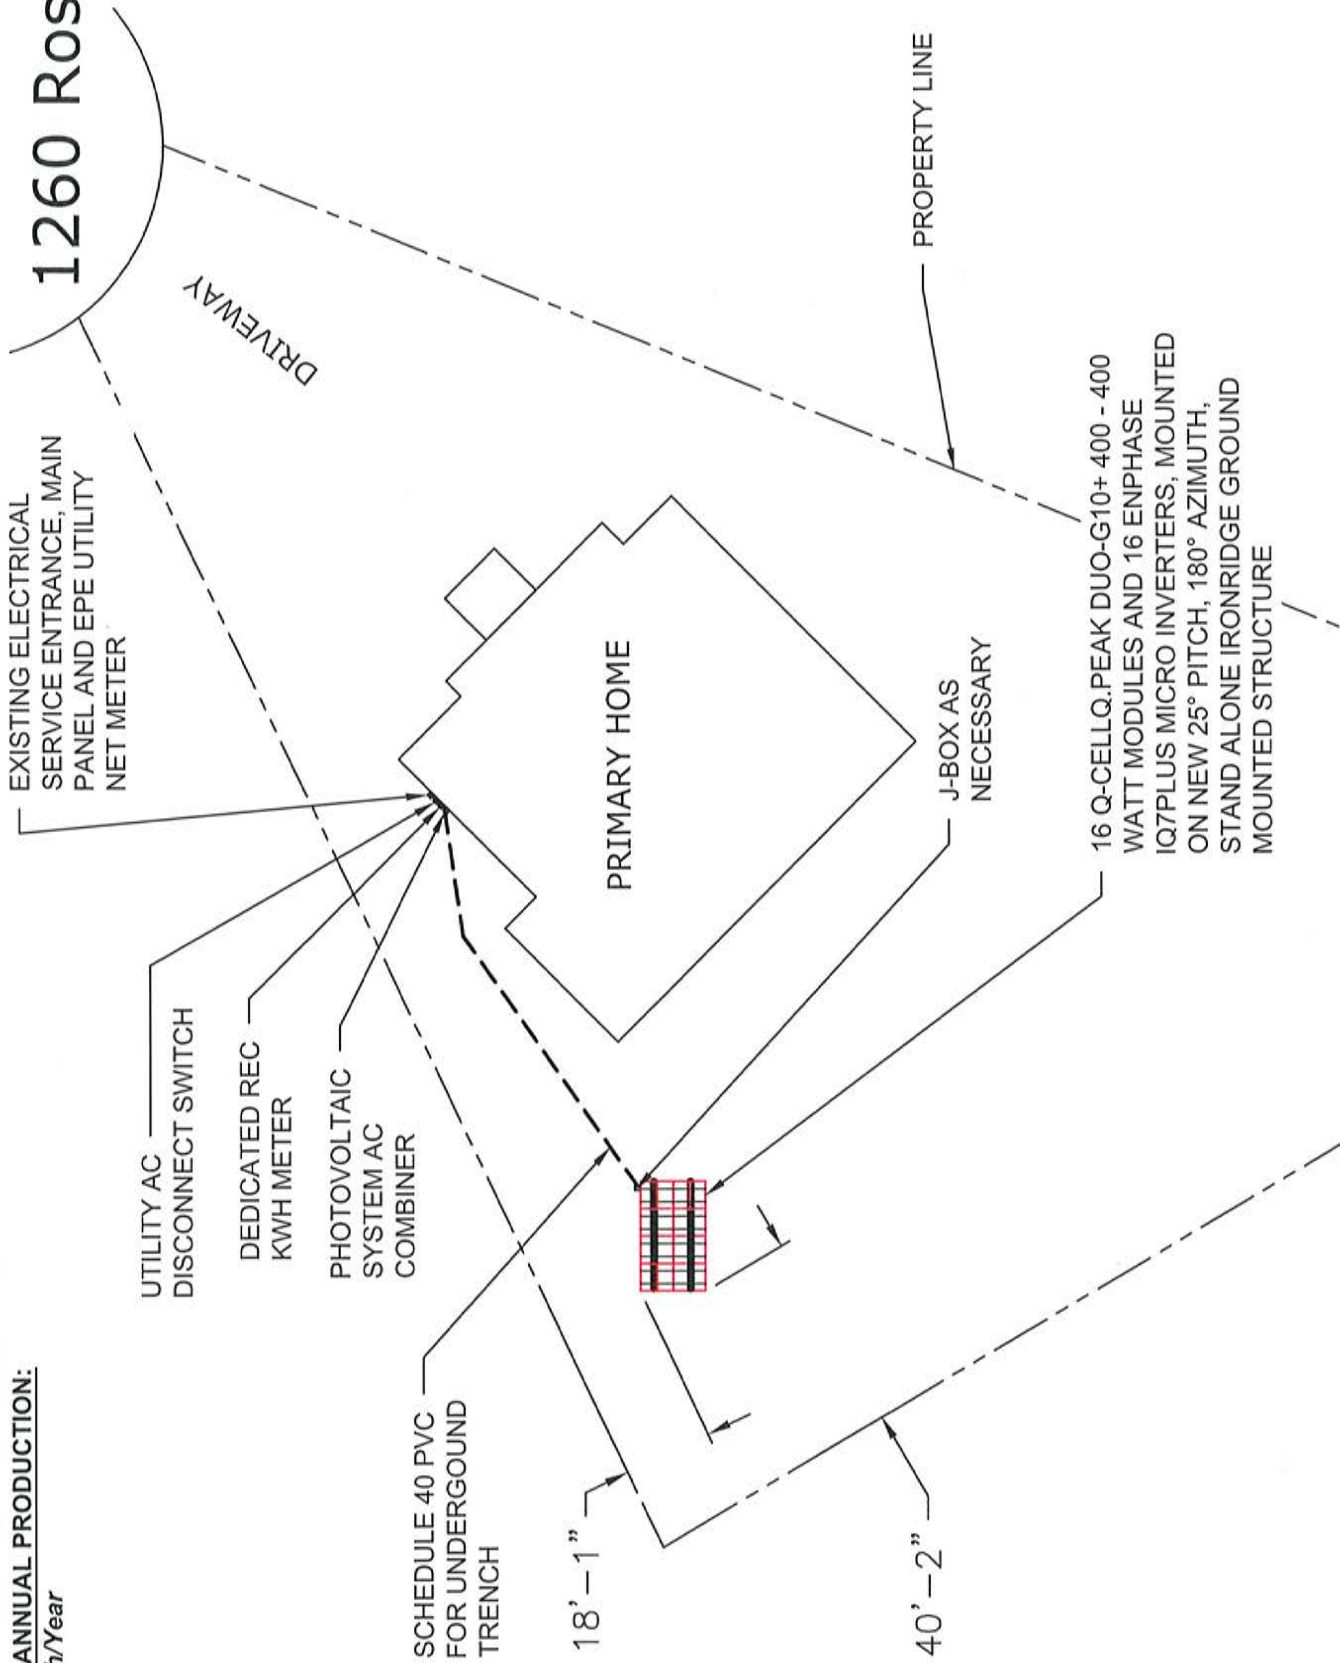 1260 Ros
DRIVEWAY
EXISTING ELECTRICAL
SERVICE ENTRANCE, MAIN
PANEL AND EPE UTILITY
NET METER
PROPERTY LINE
UTILITY AC
DISCONNECT SWITCH
DEDICATED REC
KWH METER
PHOTOVOLTAIC
SYSTEM AC
COMBINER
PRIMARY HOME
J-BOX AS
NECESSARY
16 Q-CELLQ.PEAK DUO-G10+ 400 - 400
WATT MODULES AND 16 ENPHASE
IQ7PLUS MICRO INVERTERS, MOUNTED
ON NEW 25° PITCH, 180° AZIMUTH,
STAND ALONE IRONRIDGE GROUND
MOUNTED STRUCTURE
ANNUAL PRODUCTION:
h/Year
SCHEDULE 40 PVC
FOR UNDERGOUND
TRENCH
18'-1"
40'-2"